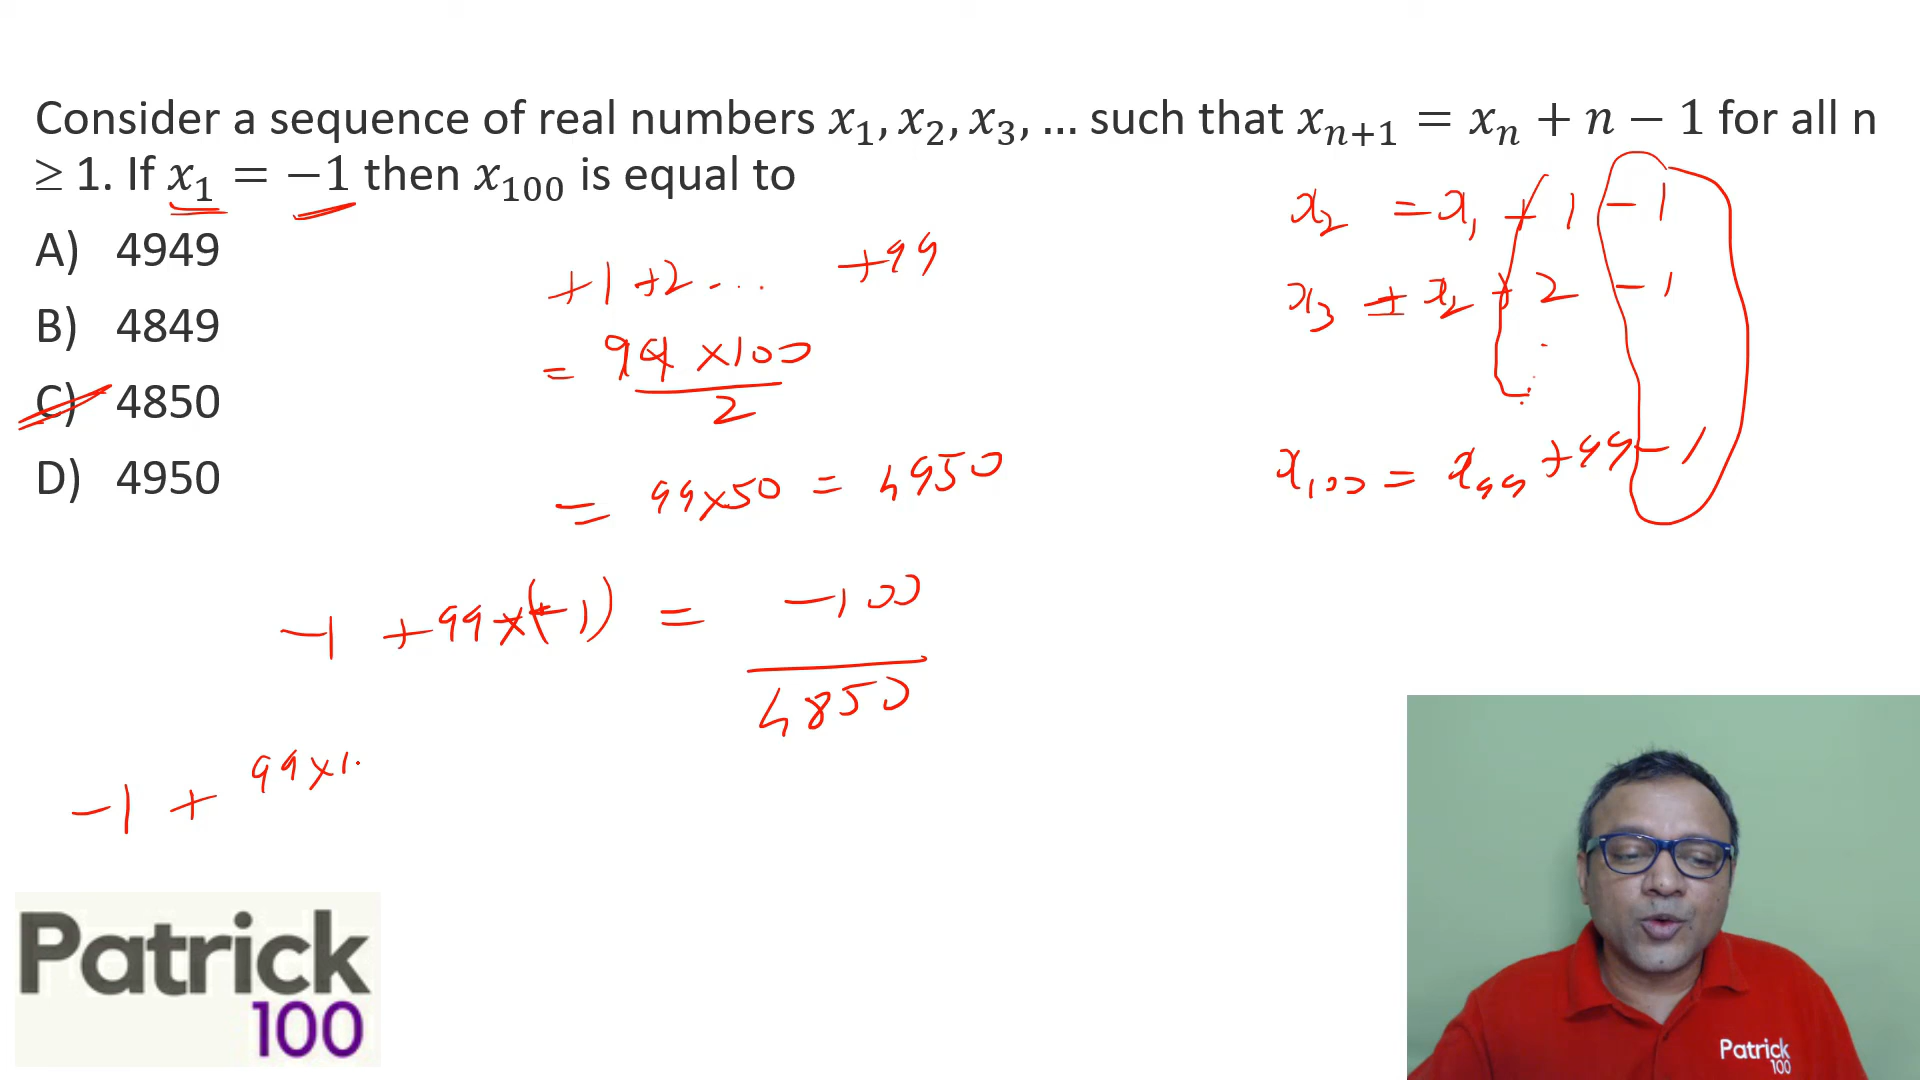 Consider a sequence of real numbers x₁, x₂, x₃, ... such that xₙ₊₁ = xₙ + n − 1 for all n
≥ 1. If x₁ = −1 then x₁₀₀ is equal to
A) 4949
B) 4849
C) 4850
D) 4950
x₂ = x₁ + 1 − 1
x₃ = x₂ + 2 − 1
x₁₀₀ = x₉₉ + 99 − 1
+1 +2 ... +99
= 99 × 100
2
= 99×50 = 4950
−1 + 99×(−1) = −100
4850
−1 + 99×1.
Patrick
100
Patrick
100